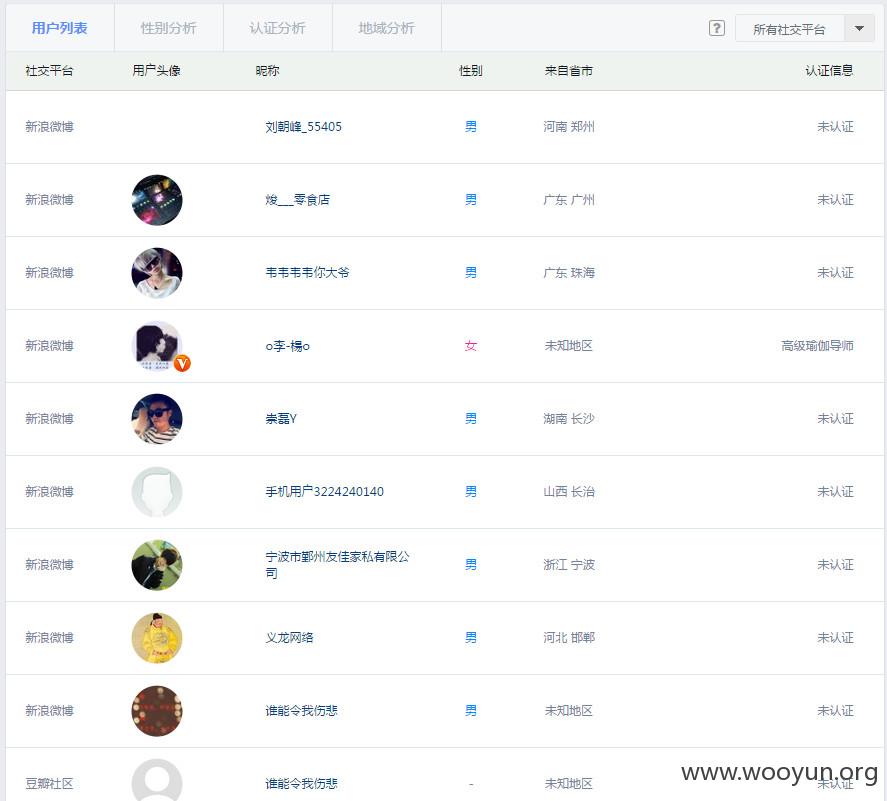 用户列表 性别分析 认证分析 地域分析 ? 所有社交平台
社交平台 用户头像 昵称 性别 来自省市 认证信息
新浪微博 刘朝峰_55405 男 河南 郑州 未认证
新浪微博 焌___零食店 男 广东 广州 未认证
新浪微博 韦韦韦韦你大爷 男 广东 珠海 未认证
新浪微博 V o李-楊o 女 未知地区 高级瑜伽导师
新浪微博 崇磊Y 男 湖南 长沙 未认证
新浪微博 手机用户3224240140 男 山西 长治 未认证
新浪微博 宁波市鄞州友佳家私有限公
司 男 浙江 宁波 未认证
新浪微博 义龙网络 男 河北 邯郸 未认证
新浪微博 谁能令我伤悲 男 未知地区 未认证
豆瓣社区 谁能令我伤悲 - 未知地区 未认证
www.wooyun.org